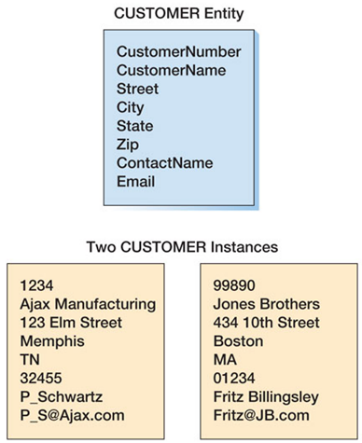 CUSTOMER Entity
CustomerNumber
CustomerName
Street
City
State
Zip
ContactName
Email
Two CUSTOMER Instances
1234
Ajax Manufacturing
123 Elm Street
Memphis
TN
32455
P_Schwartz
P_S@Ajax.com
99890
Jones Brothers
434 10th Street
Boston
MA
01234
Fritz Billingsley
Fritz@JB.com